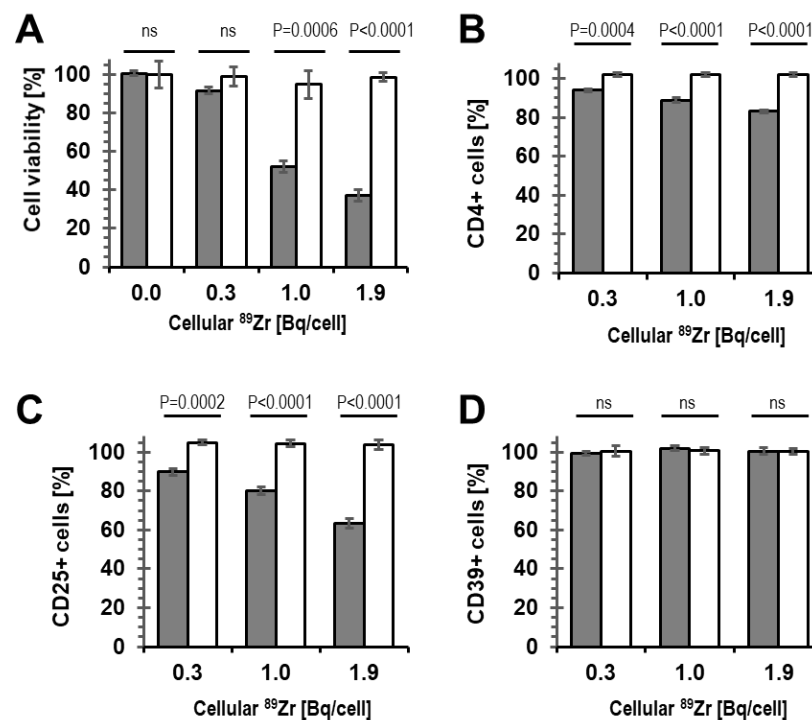 A
ns ns P=0.0006 P<0.0001
Cell viability [%]
100
80
60
40
20
0
0.0 0.3 1.0 1.9
Cellular ⁸⁹Zr [Bq/cell]
B
P=0.0004 P<0.0001 P<0.0001
CD4+ cells [%]
100
80
60
40
20
0
0.3 1.0 1.9
Cellular ⁸⁹Zr [Bq/cell]
C
P=0.0002 P<0.0001 P<0.0001
CD25+ cells [%]
100
80
60
40
20
0
0.3 1.0 1.9
Cellular ⁸⁹Zr [Bq/cell]
D
ns ns ns
CD39+ cells [%]
100
80
60
40
20
0
0.3 1.0 1.9
Cellular ⁸⁹Zr [Bq/cell]